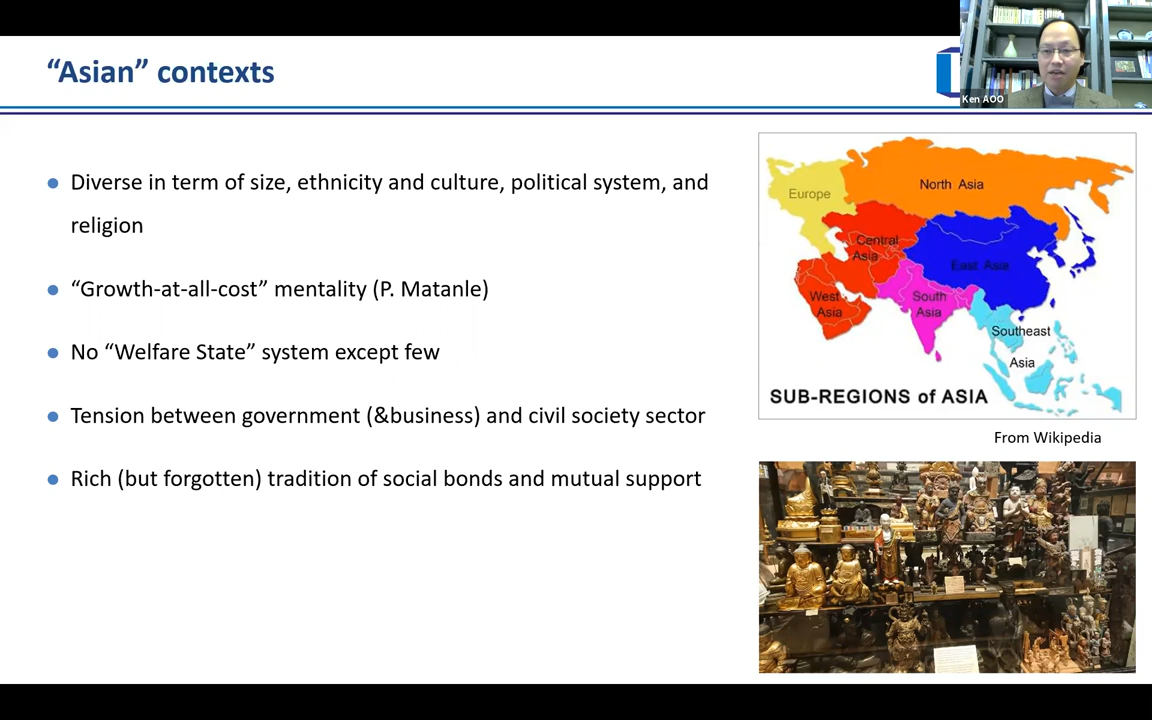 “Asian” contexts
Ken AOO
Diverse in term of size, ethnicity and culture, political system, and
religion
“Growth-at-all-cost” mentality (P. Matanle)
No “Welfare State” system except few
Tension between government (&business) and civil society sector
Rich (but forgotten) tradition of social bonds and mutual support
Europe
North Asia
Central
Asia
East Asia
West
Asia
South
Asia
Southeast
Asia
SUB-REGIONS of ASIA
From Wikipedia